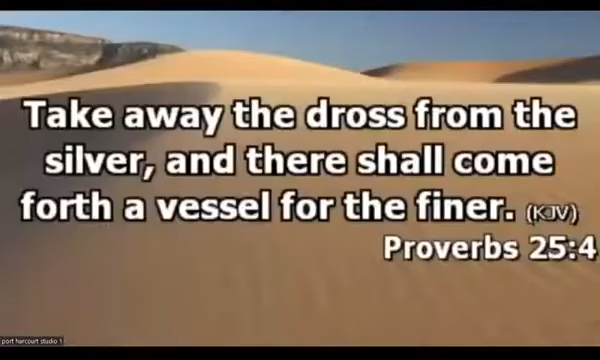 Take away the dross from the
silver, and there shall come
forth a vessel for the finer. (KJV)
Proverbs 25:4
port harcourt studio 1